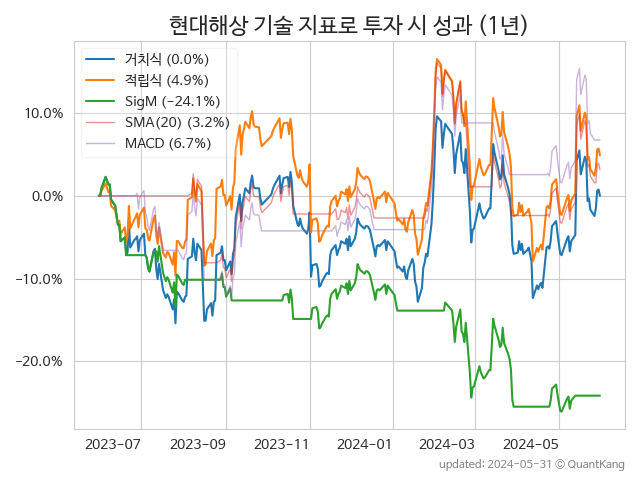 현대해상 기술 지표로 투자 시 성과 (1년)
거치식 (0.0%)
적립식 (4.9%)
SigM (−24.1%)
SMA(20) (3.2%)
MACD (6.7%)
10.0%
0.0%
−10.0%
−20.0%
2023-07 2023-09 2023-11 2024-01 2024-03 2024-05
updated: 2024-05-31 © QuantKang